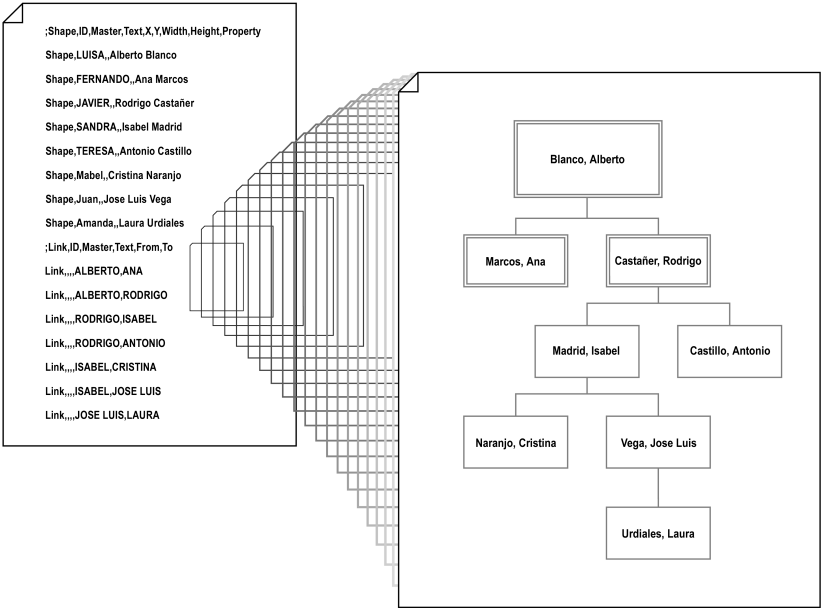 ;Shape,ID,Master,Text,X,Y,Width,Height,Property
Shape,LUISA,,Alberto Blanco
Shape,FERNANDO,,Ana Marcos
Shape,JAVIER,,Rodrigo Castañer
Shape,SANDRA,,Isabel Madrid
Shape,TERESA,,Antonio Castillo
Shape,Mabel,,Cristina Naranjo
Shape,Juan,,Jose Luis Vega
Shape,Amanda,,Laura Urdiales
;Link,ID,Master,Text,From,To
Link,,,,ALBERTO,ANA
Link,,,,ALBERTO,RODRIGO
Link,,,,RODRIGO,ISABEL
Link,,,,RODRIGO,ANTONIO
Link,,,,ISABEL,CRISTINA
Link,,,,ISABEL,JOSE LUIS
Link,,,,JOSE LUIS,LAURA
Blanco, Alberto
Marcos, Ana
Castañer, Rodrigo
Madrid, Isabel
Castillo, Antonio
Naranjo, Cristina
Vega, Jose Luis
Urdiales, Laura